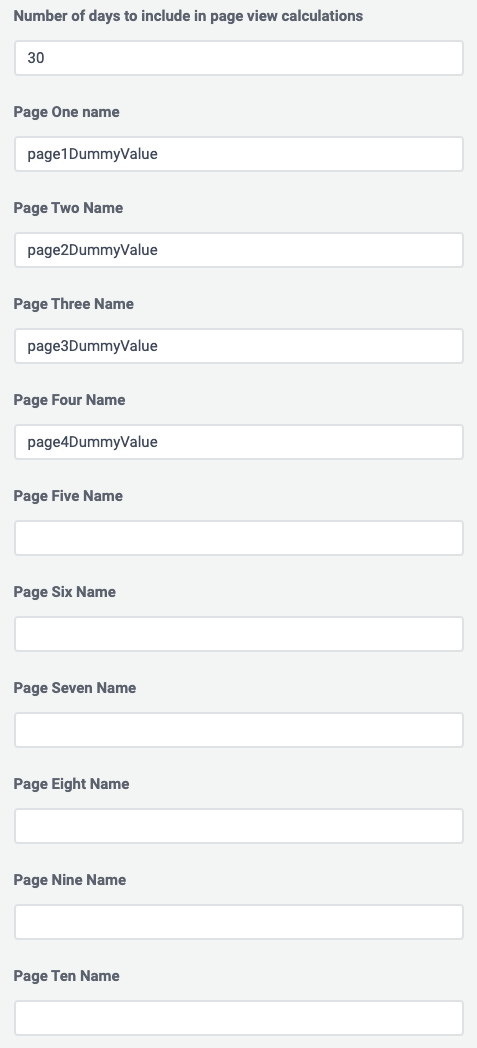 Number of days to include in page view calculations
30
Page One name
page1DummyValue
Page Two Name
page2DummyValue
Page Three Name
page3DummyValue
Page Four Name
page4DummyValue
Page Five Name
Page Six Name
Page Seven Name
Page Eight Name
Page Nine Name
Page Ten Name